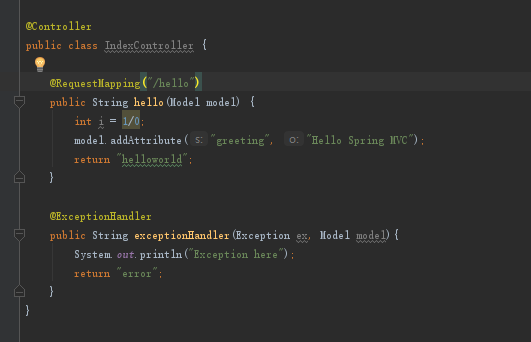 @Controller
public class IndexController {
@RequestMapping("/hello")
public String hello(Model model) {
int i = 1/0;
model.addAttribute( s: "greeting", o: "Hello Spring MVC");
return "helloworld";
}
@ExceptionHandler
public String exceptionHandler(Exception ex, Model model){
System.out.println("Exception here");
return "error";
}
}